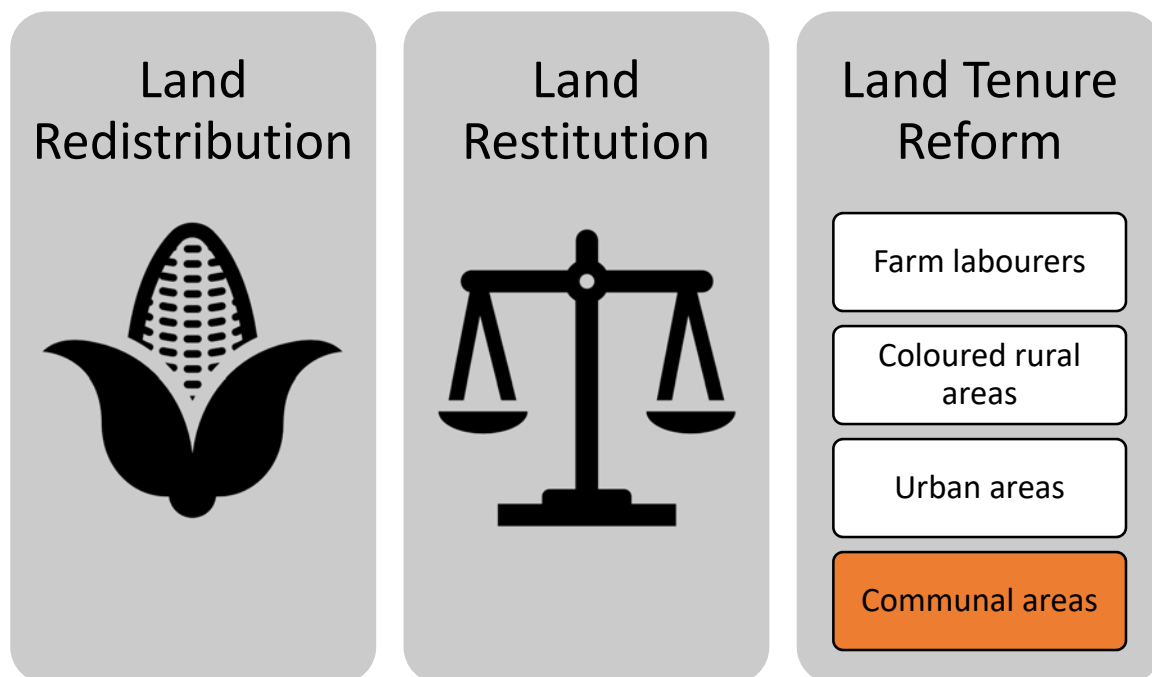 Land
Redistribution
Land
Restitution
Land Tenure
Reform
Farm labourers
Coloured rural
areas
Urban areas
Communal areas